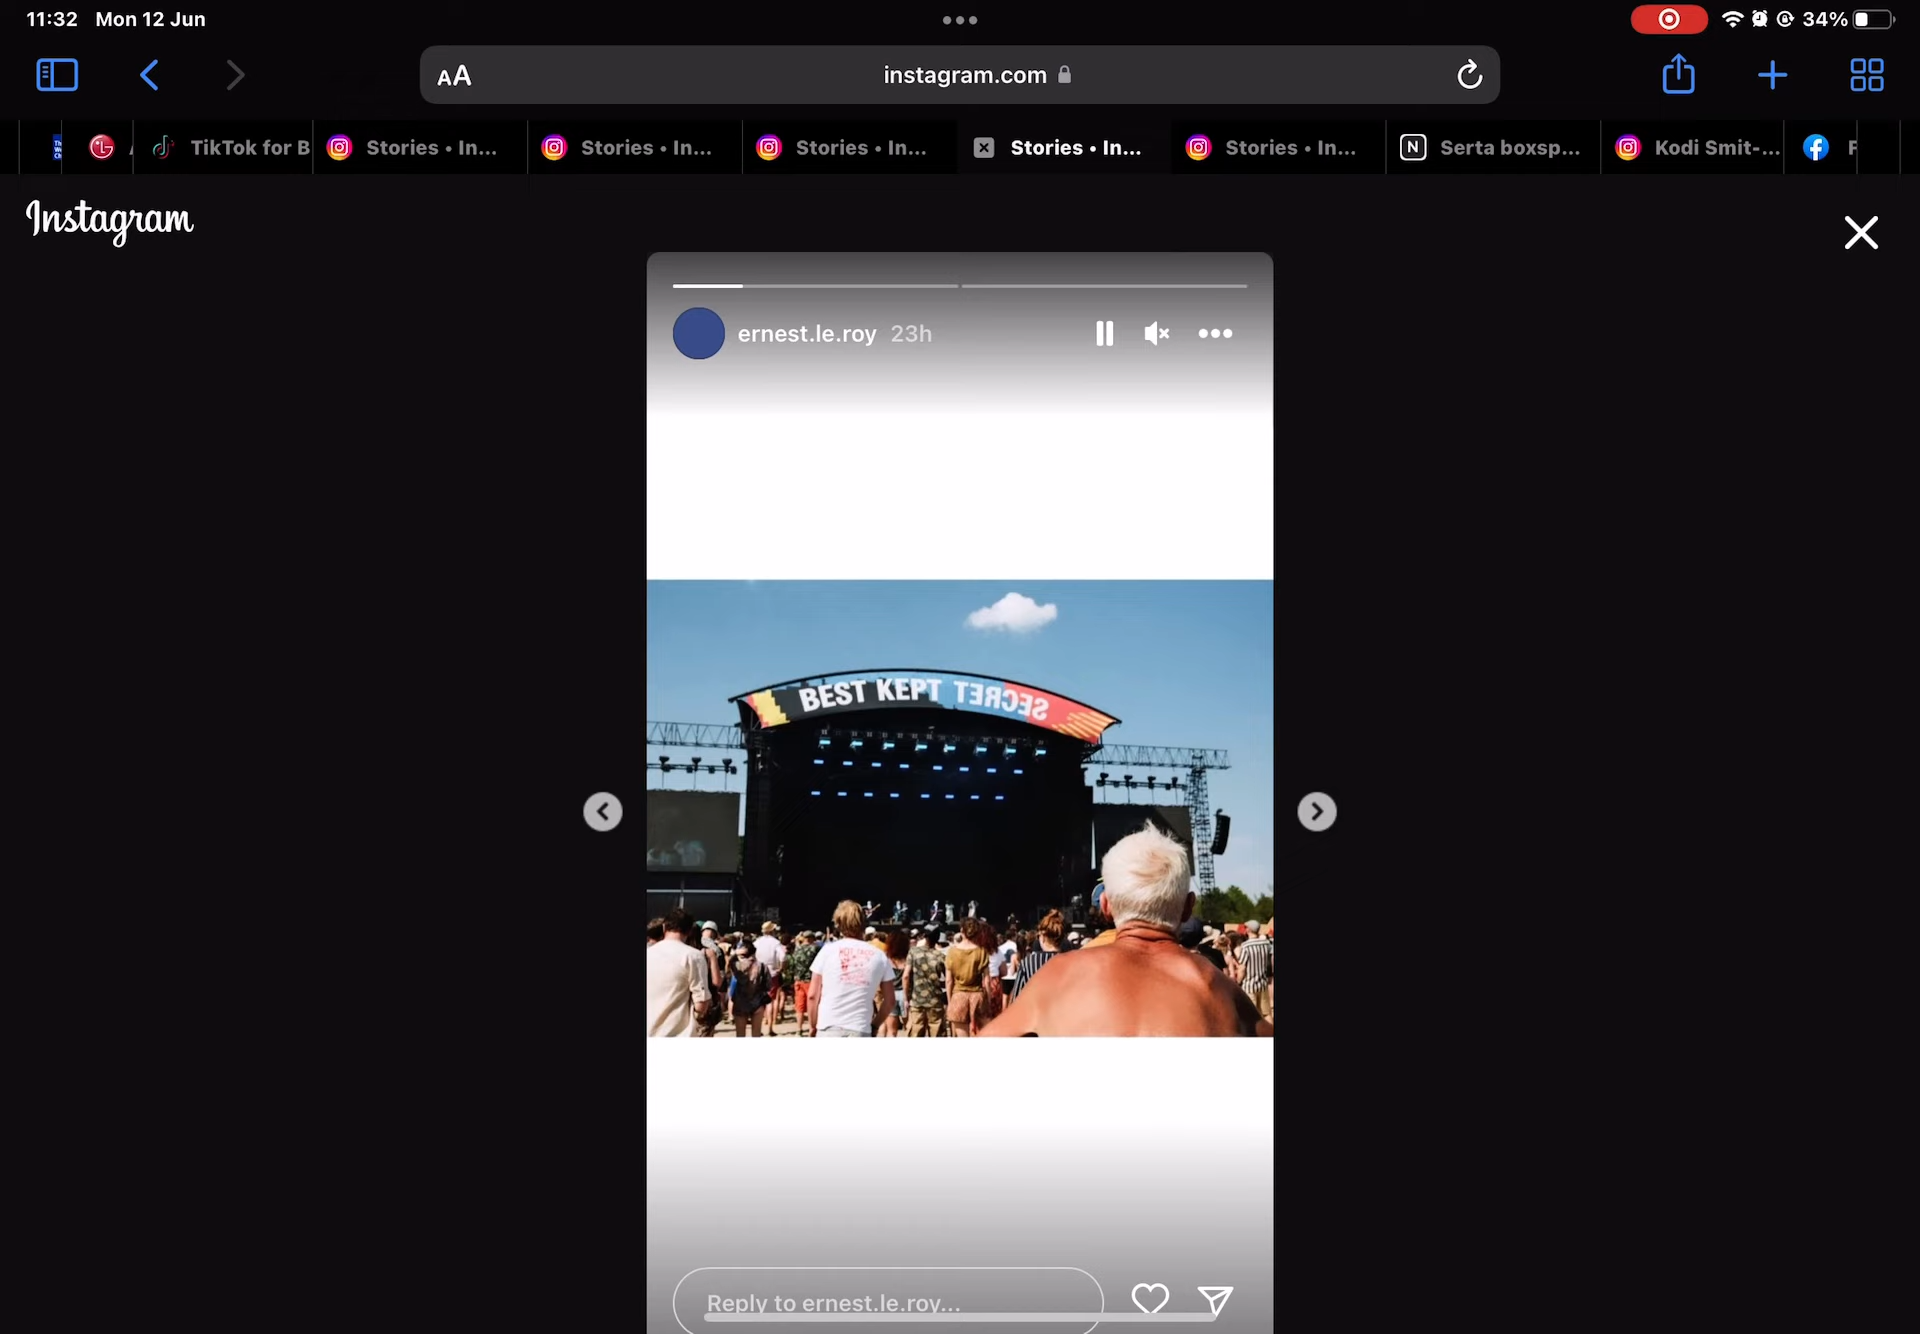 11:32 Mon 12 Jun
34%
AA
instagram.com
TikTok for B
Stories • In...
Stories • In...
Stories • In...
Stories • In...
Stories • In...
N
Serta boxsp...
Kodi Smit-...
Instagram
ernest.le.roy 23h
BEST KEPT SECRET
Reply to ernest.le.roy...